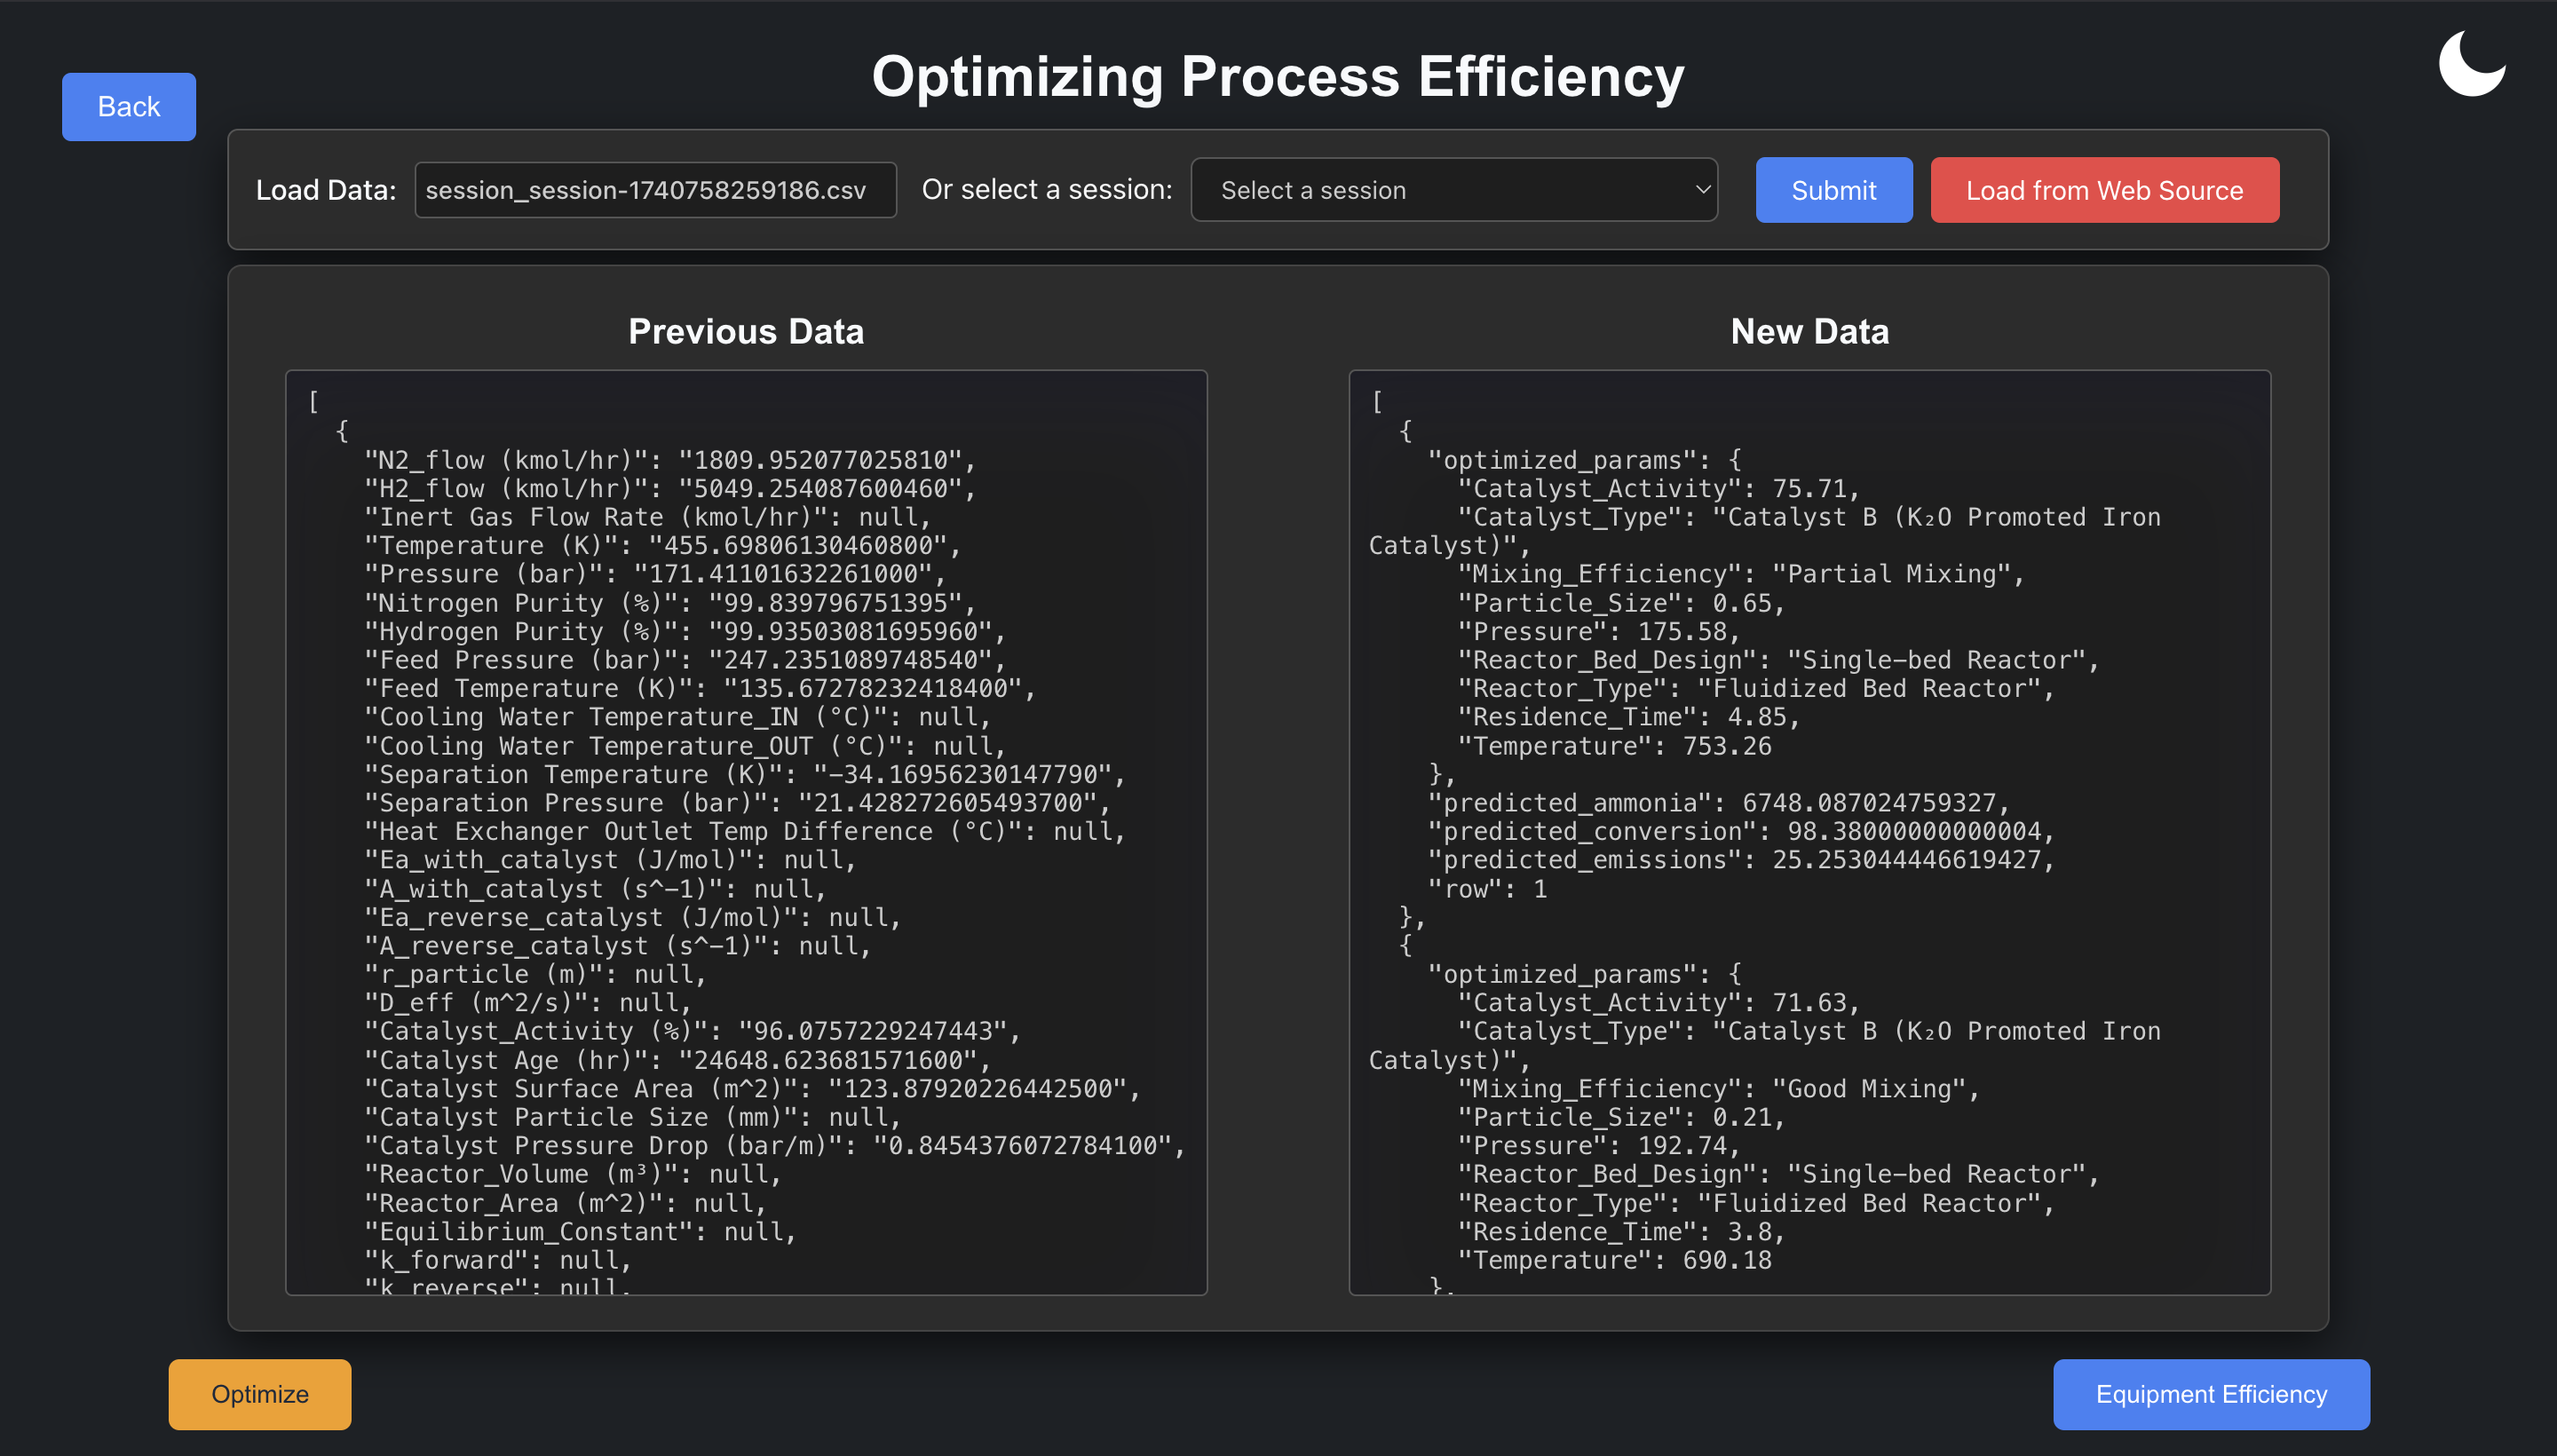 Optimizing Process Efficiency
Back
Load Data: session_session-1740758259186.csv Or select a session: Select a session Submit Load from Web Source
Previous Data
[
{
"N2_flow (kmol/hr)": "1809.952077025810",
"H2_flow (kmol/hr)": "5049.254087600460",
"Inert Gas Flow Rate (kmol/hr)": null,
"Temperature (K)": "455.69806130460800",
"Pressure (bar)": "171.41101632261000",
"Nitrogen Purity (%)": "99.839796751395",
"Hydrogen Purity (%)": "99.93503081695960",
"Feed Pressure (bar)": "247.2351089748540",
"Feed Temperature (K)": "135.67278232418400",
"Cooling Water Temperature_IN (°C)": null,
"Cooling Water Temperature_OUT (°C)": null,
"Separation Temperature (K)": "-34.16956230147790",
"Separation Pressure (bar)": "21.428272605493700",
"Heat Exchanger Outlet Temp Difference (°C)": null,
"Ea_with_catalyst (J/mol)": null,
"A_with_catalyst (s^-1)": null,
"Ea_reverse_catalyst (J/mol)": null,
"A_reverse_catalyst (s^-1)": null,
"r_particle (m)": null,
"D_eff (m^2/s)": null,
"Catalyst_Activity (%)": "96.0757229247443",
"Catalyst Age (hr)": "24648.623681571600",
"Catalyst Surface Area (m^2)": "123.87920226442500",
"Catalyst Particle Size (mm)": null,
"Catalyst Pressure Drop (bar/m)": "0.8454376072784100",
"Reactor_Volume (m³)": null,
"Reactor_Area (m^2)": null,
"Equilibrium_Constant": null,
"k_forward": null,
"k_reverse": null,
New Data
[
{
"optimized_params": {
"Catalyst_Activity": 75.71,
"Catalyst_Type": "Catalyst B (K₂O Promoted Iron
Catalyst)",
"Mixing_Efficiency": "Partial Mixing",
"Particle_Size": 0.65,
"Pressure": 175.58,
"Reactor_Bed_Design": "Single-bed Reactor",
"Reactor_Type": "Fluidized Bed Reactor",
"Residence_Time": 4.85,
"Temperature": 753.26
},
"predicted_ammonia": 6748.087024759327,
"predicted_conversion": 98.38000000000004,
"predicted_emissions": 25.253044446619427,
"row": 1
},
{
"optimized_params": {
"Catalyst_Activity": 71.63,
"Catalyst_Type": "Catalyst B (K₂O Promoted Iron
Catalyst)",
"Mixing_Efficiency": "Good Mixing",
"Particle_Size": 0.21,
"Pressure": 192.74,
"Reactor_Bed_Design": "Single-bed Reactor",
"Reactor_Type": "Fluidized Bed Reactor",
"Residence_Time": 3.8,
"Temperature": 690.18
},
Optimize
Equipment Efficiency